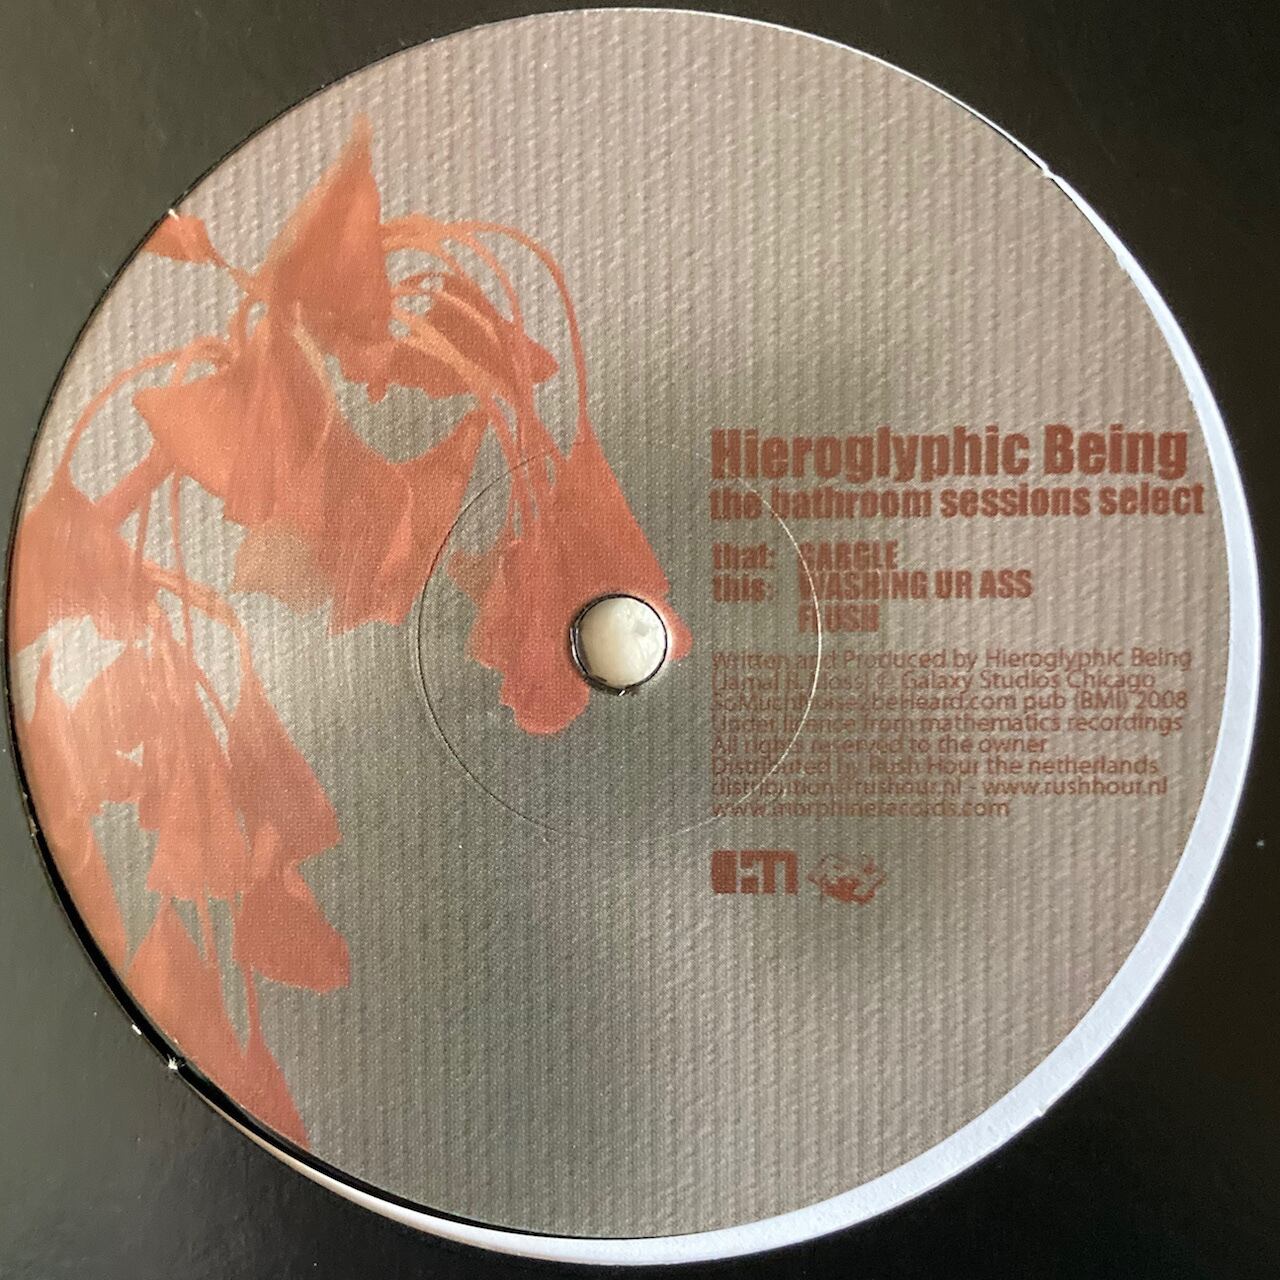 Hieroglyphic Being
the bathroom sessions select
that: GARGLE
this: WASHING UR ASS
FLUSH
Written and Produced by Hieroglyphic Being
(Jamal R. Moss) @ Galaxy Studios Chicago
SoMuchNoise2beHeard.com pub (BMI) 2008
Under licence from mathematics recordings
All rights reserved to the owner
Distributed by Rush Hour the netherlands
distribution@rushhour.nl - www.rushhour.nl
www.morphinerecords.com